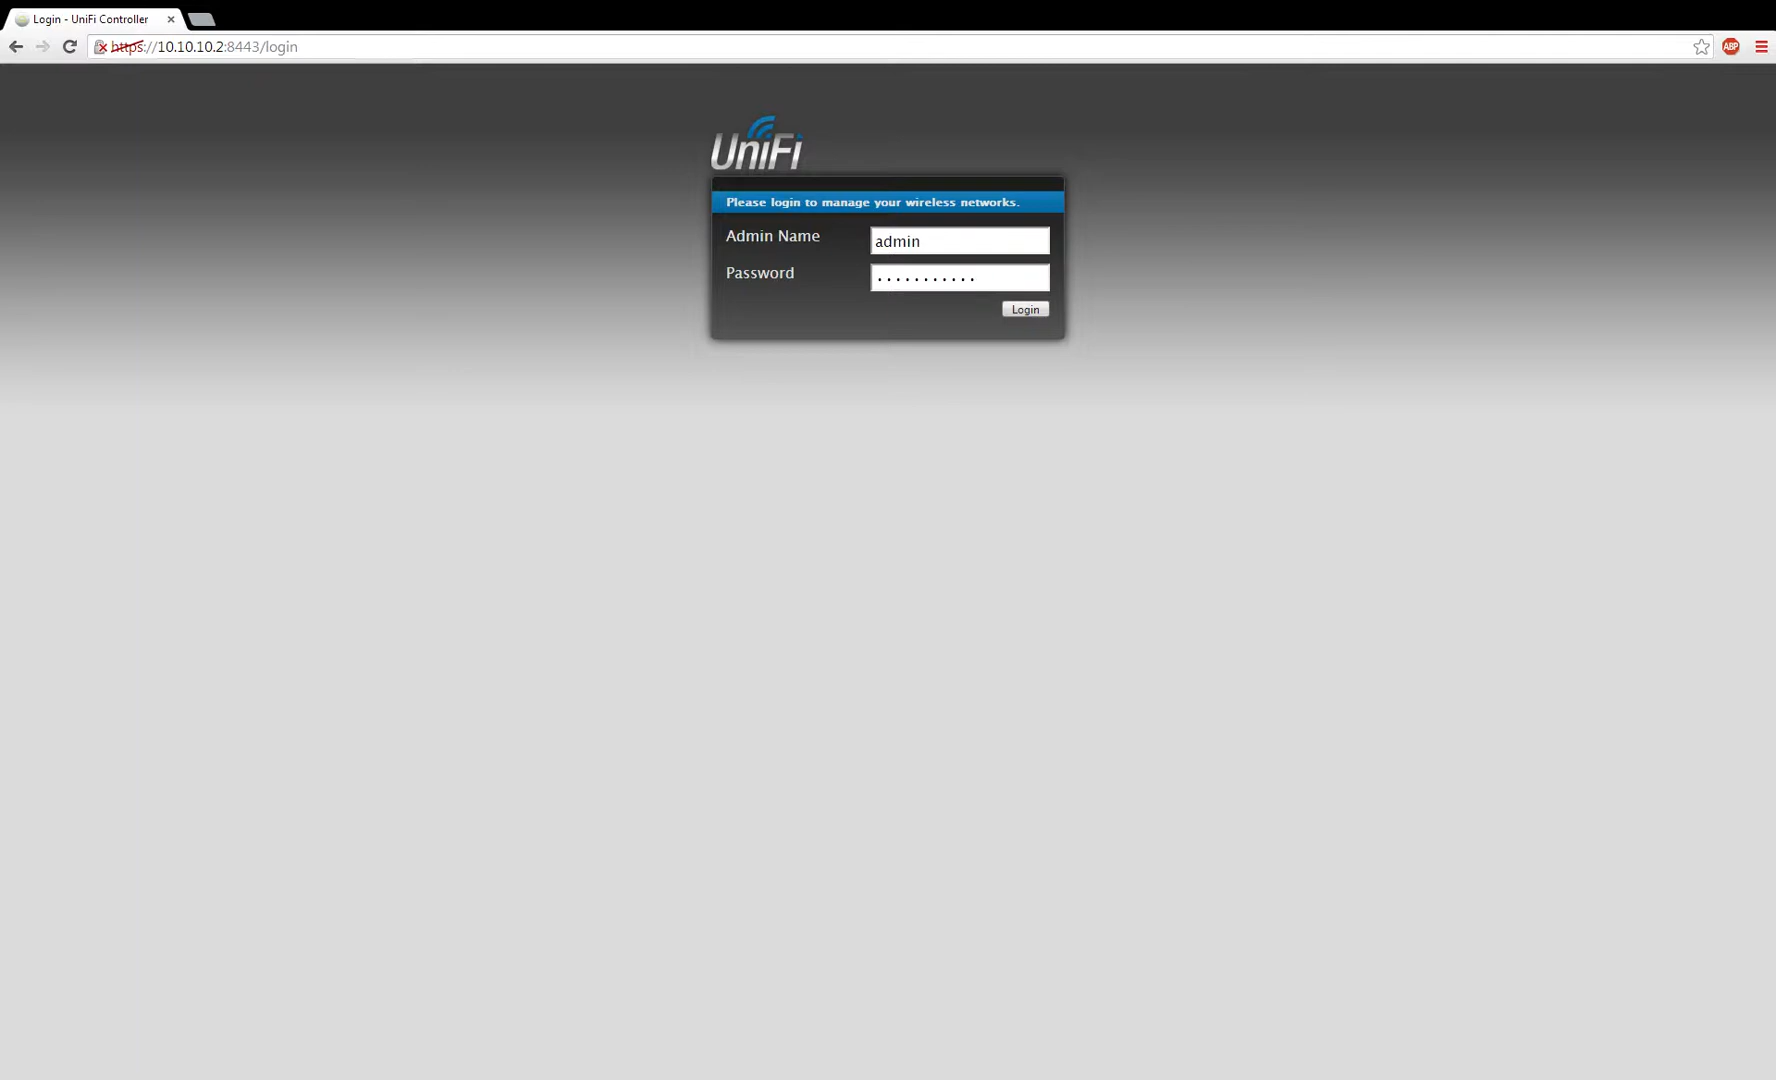 Login - UniFi Controller
https://10.10.10.2:8443/login
ABP
UniFi
Please login to manage your wireless networks.
Admin Name
admin
Password
...........
Login